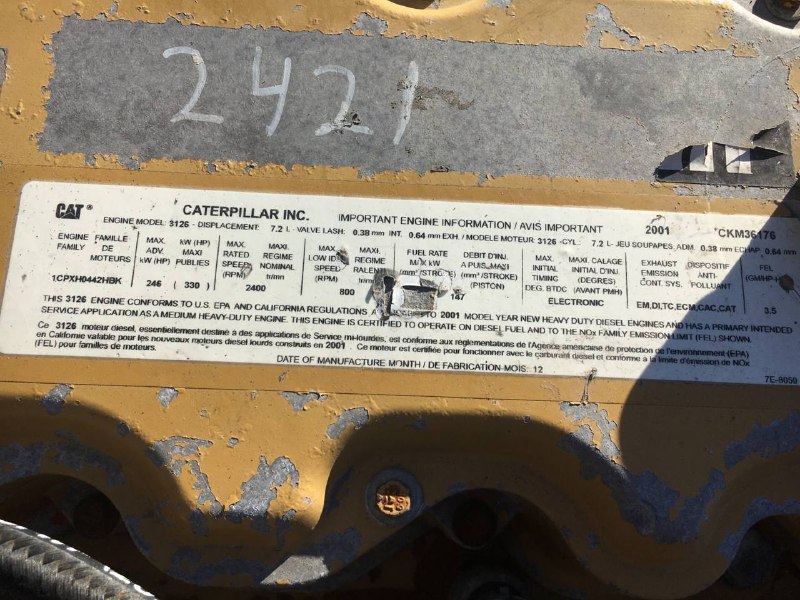 2421
CAT® CATERPILLAR INC. IMPORTANT ENGINE INFORMATION / AVIS IMPORTANT 2001 CKM36176
ENGINE MODEL: 3126 - DISPLACEMENT: 7.2 L - VALVE LASH: 0.38 mm INT. 0.64 mm EXH. / MODELE MOTEUR: 3126 -CYL.: 7.2 L - JEU SOUPAPES, ADM. 0.38 mm ECHAP. 0.64 mm
ENGINE FAMILLE MAX. kW (HP) MAX. MAXI. MAX. MAXI. FUEL RATE DEBIT D'INJ. MAX. MAXI. CALAGE EXHAUST DISPOSITIF FEL
FAMILY DE ADV. MAXI RATED REGIME LOW REGIME MAX kW A PUIS.MAXI INITIAL INITIAL D'INJ. EMISSION ANTI-
MOTEURS kW (HP) PUBLIES SPEED NOMINAL SPEED RALENTI (mm³/STROKE) (mm³/STROKE) TIMING (DEGRES) CONT. SYS. POLLUANT
(RPM) tr/mm (RPM) tr/mm (PISTON) DEG. BTDC (AVANT PMH)
1CPXH0442HBK 246 ( 330 ) 2400 800 147 ELECTRONIC EM,DI,TC,ECM,CAC,CAT 3.5
THIS 3126 ENGINE CONFORMS TO U.S. EPA AND CALIFORNIA REGULATIONS TO 2001 MODEL YEAR NEW HEAVY DUTY DIESEL ENGINES AND HAS A PRIMARY INTENDED
SERVICE APPLICATION AS A MEDIUM HEAVY-DUTY ENGINE. THIS ENGINE IS CERTIFIED TO OPERATE ON DIESEL FUEL AND TO THE NOx FAMILY EMISSION LIMIT (FEL) SHOWN.
Ce 3126 moteur diesel, essentiellement destiné à des applications de Service mi-lourdes, est conforme aux reglementations de l'Agence américaine de protection de l'environnement (EPA)
en Californie valable pour les nouveaux moteurs diesel lourds construits en 2001 . Ce moteur est certifiée pour fonctionner avec le carburant diesel et conforme a la limite d'émission de NOx
(FEL) pour familles de moteurs.
DATE OF MANUFACTURE MONTH / DE FABRICATION-MOIS: 12
7E-8050